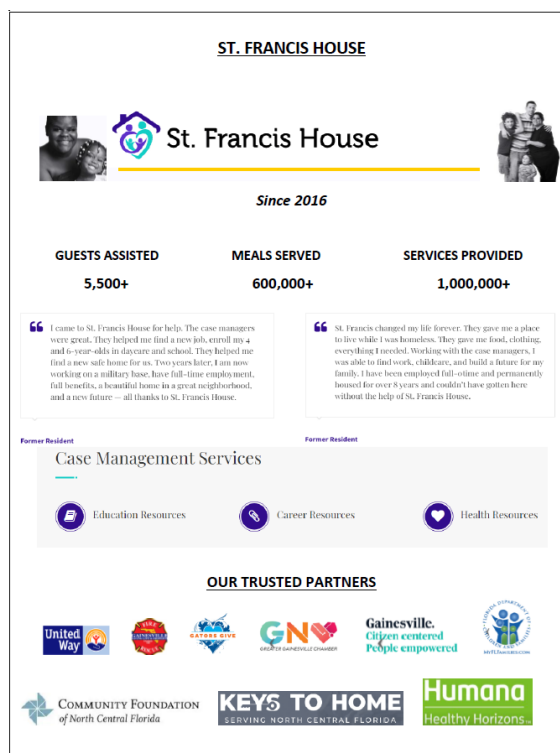 ST. FRANCIS HOUSE
St. Francis House
Since 2016
GUESTS ASSISTED
MEALS SERVED
SERVICES PROVIDED
5,500+
600,000+
1,000,000+
I came to St. Francis House for help. The case managers
were great. They helped me find a new job, enroll my 4
and 6-year-olds in daycare and school. They helped me
find a new safe home for us. Two years later, I am now
working on a military base, have full-time employment,
full benefits, a beautiful home in a great neighborhood,
and a new future — all thanks to St. Francis House.
Former Resident
St. Francis changed my life forever. They gave me a place
to live while I was homeless. They gave me food, clothing,
everything I needed. Working with the case managers, I
was able to find work, childcare, and build a future for my
family. I have been employed full-otime and permanently
housed for over 8 years and couldn't have gotten here
without the help of St. Francis House.
Former Resident
Case Management Services
Education Resources
Career Resources
Health Resources
OUR TRUSTED PARTNERS
United
Way
FIRE
GAINESVILLE
RESCUE
GATORS GIVE
GN
GREATER GAINESVILLE CHAMBER
Gainesville.
Citizen centered
People empowered
MYFLFAMILIES.COM
COMMUNITY FOUNDATION
of North Central Florida
KEYS TO HOME
SERVING NORTH CENTRAL FLORIDA
Humana
Healthy Horizons